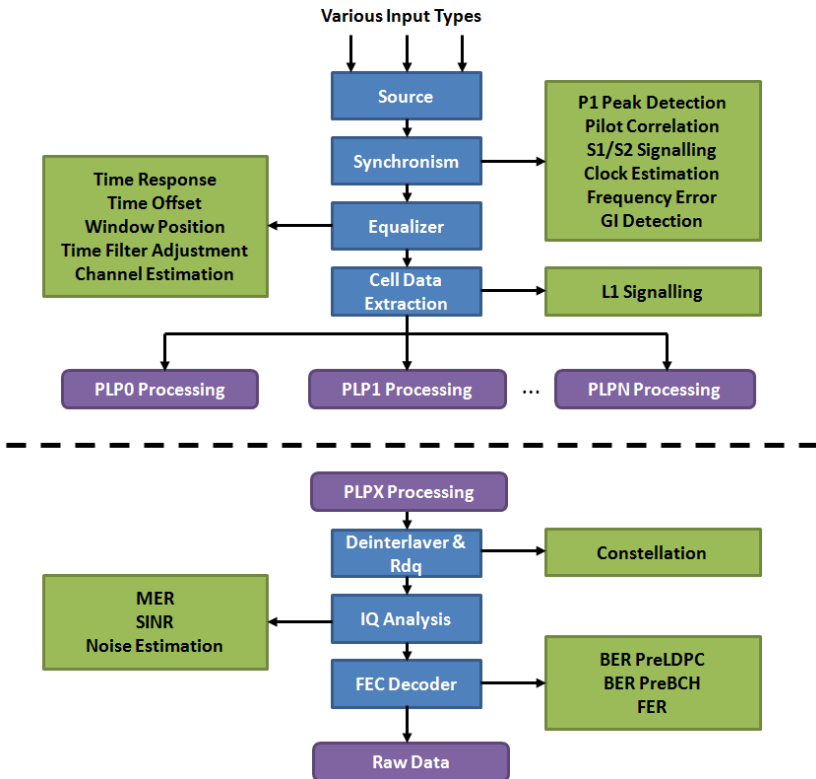 Various Input Types
Source
P1 Peak Detection
Pilot Correlation
S1/S2 Signalling
Clock Estimation
Frequency Error
GI Detection
Synchronism
Time Response
Time Offset
Window Position
Time Filter Adjustment
Channel Estimation
Equalizer
Cell Data
Extraction
L1 Signalling
PLP0 Processing
PLP1 Processing
...
PLPN Processing
PLPX Processing
Deinterlaver &
Rdq
Constellation
MER
SINR
Noise Estimation
IQ Analysis
FEC Decoder
BER PreLDPC
BER PreBCH
FER
Raw Data